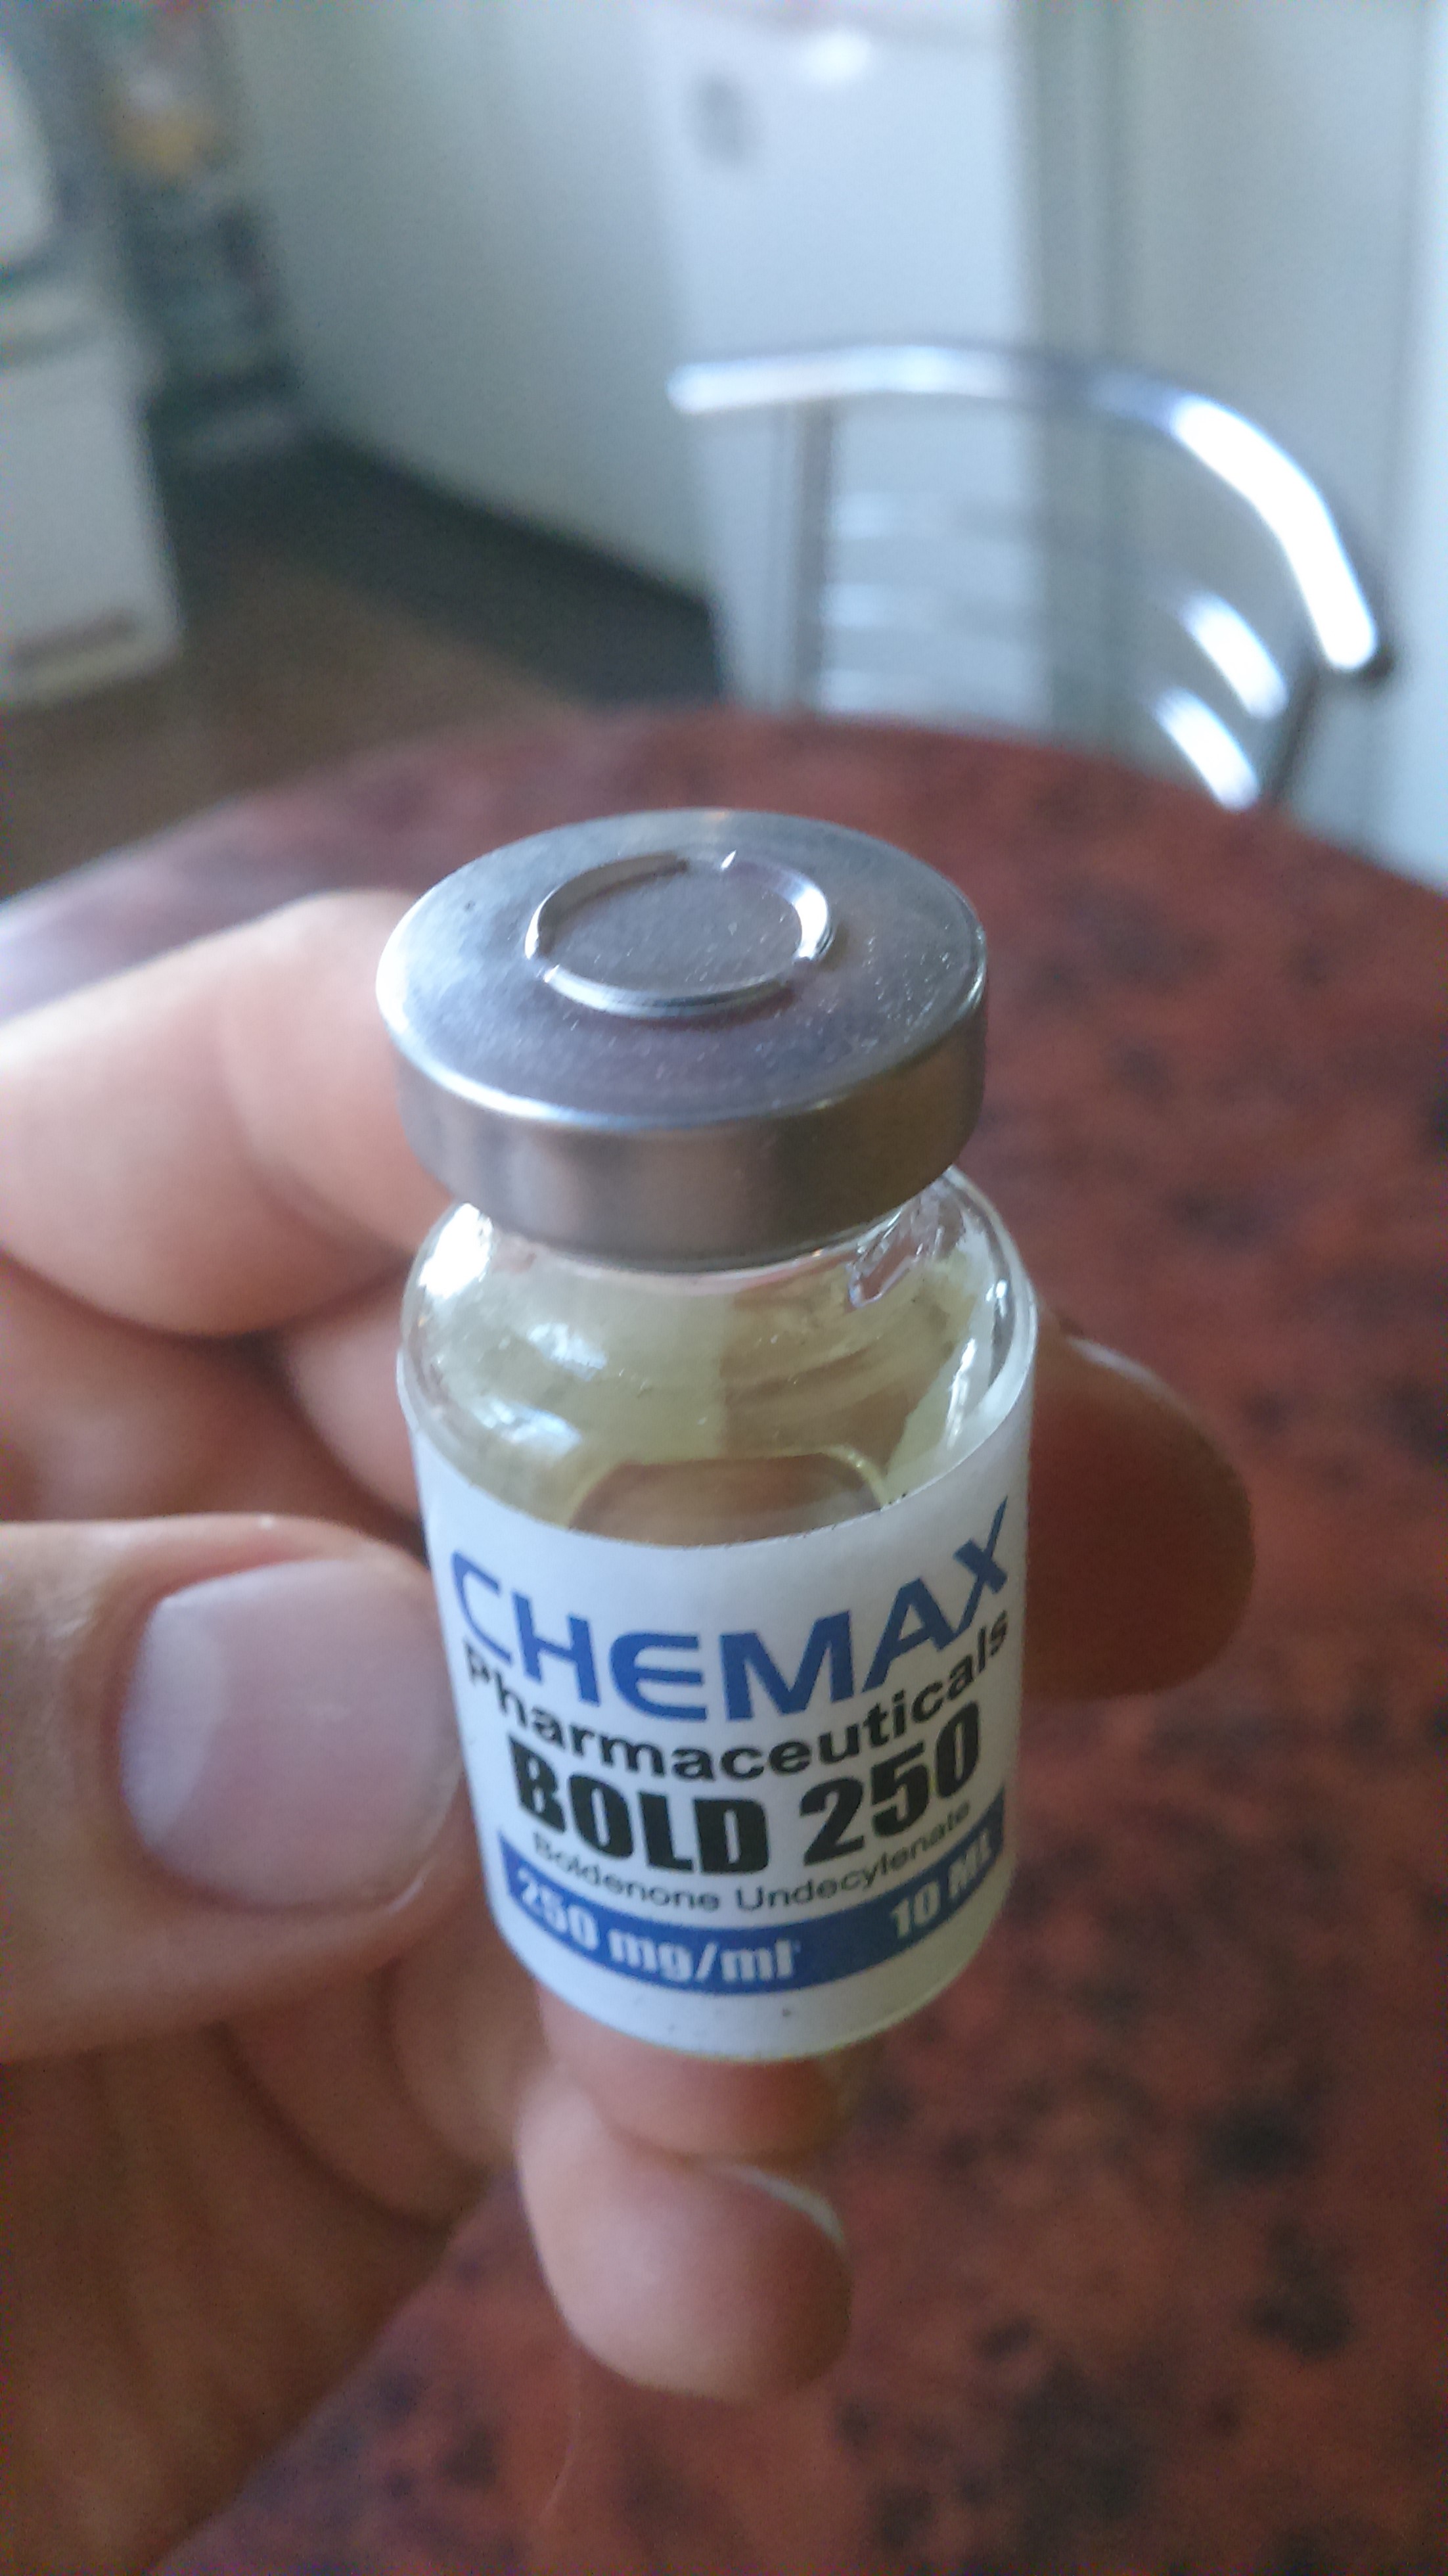 CHEMAX
Pharmaceuticals
BOLD 250
Boldenone Undecylenate
250 mg/ml 10 ML